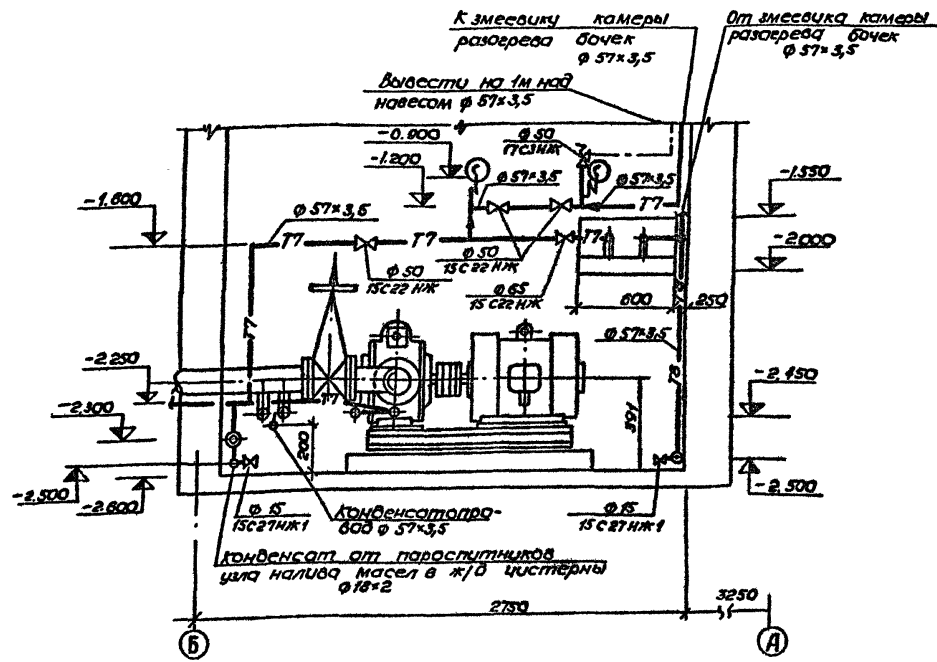 К змеевику камеры
разогрева бочек
ф 57×3,5
От змеевика камеры
разогрева бочек
ф 57×3,5
Вывести на 1м над
навесом ф 57×3,5
-0.900
-1.200
ф 50
17с3нж
ф 57×3,5
ф 57×3,5
-1.550
-1.600
ф 57×3,5
Т7
Т7
Т7
Т7
-2.000
ф 50
15с22нж
ф 50
15с22нж
ф 65
15с22нж
600
250
Т7
ф 57×3,5
Т8
-2.250
-2.300
Т7
200
391
-2.450
-2.500
-2.600
ф 15
15с27нж1
Конденсатопро-
вод ф 57×3,5
ф 15
15с27нж1
-2.500
Конденсат от пароспутников
узла налива масел в ж/д цистерны
ф 18×2
2750
3250
Б
А